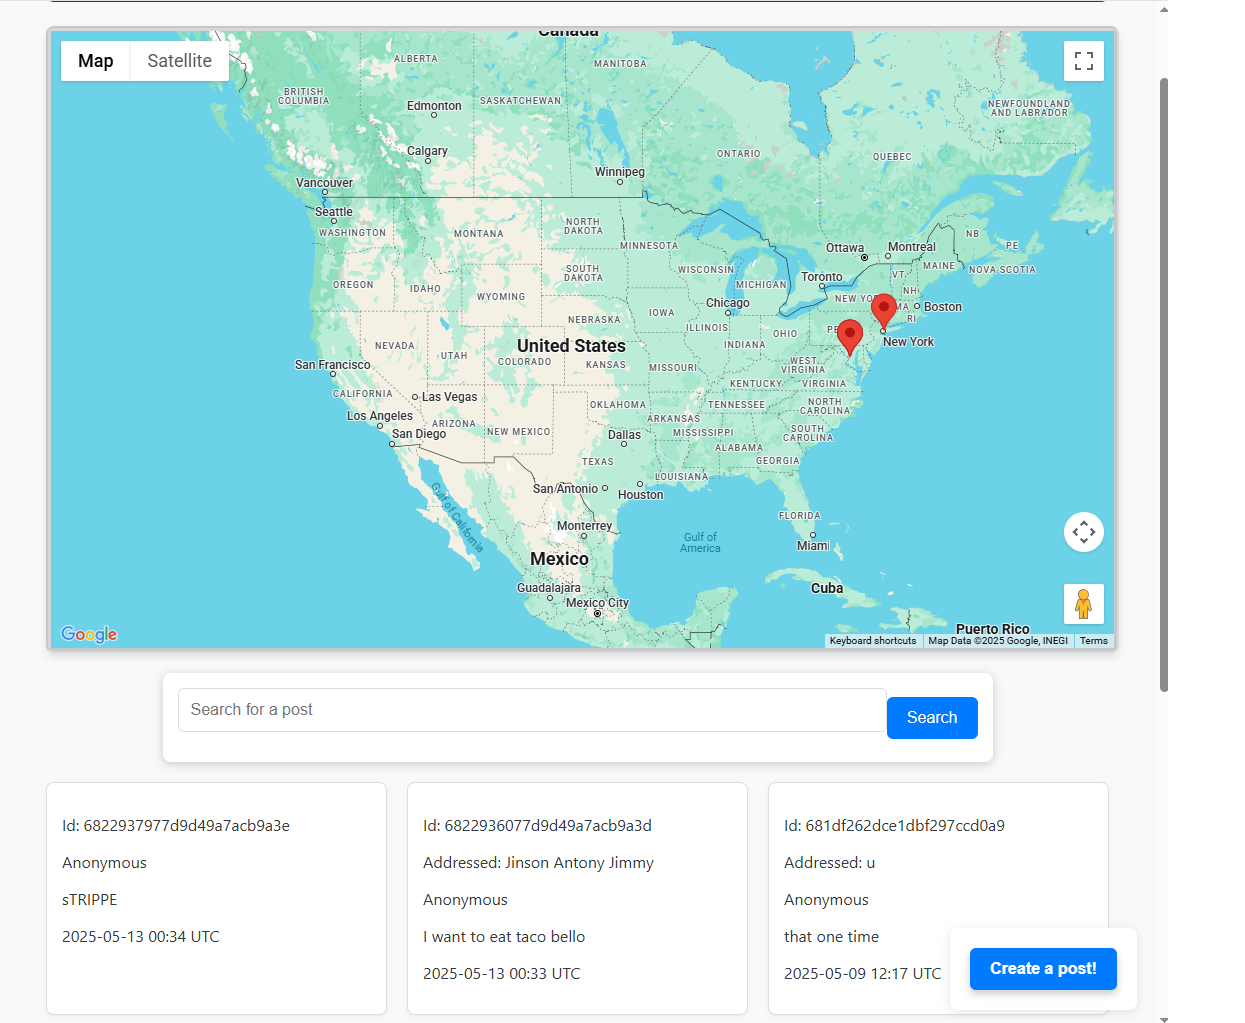 Canada
Map
Satellite
ALBERTA
MANITOBA
BRITISH
COLUMBIA
Edmonton
SASKATCHEWAN
NEWFOUNDLAND
AND LABRADOR
Calgary
ONTARIO
QUEBEC
Winnipeg
Vancouver
Seattle
WASHINGTON
MONTANA
NORTH
DAKOTA
MINNESOTA
Ottawa
Montreal
NB
PE
MAINE
NOVA SCOTIA
SOUTH
DAKOTA
WISCONSIN
MICHIGAN
Toronto
VT
NH
OREGON
IDAHO
WYOMING
Chicago
NEW YO
MA
RI
Boston
IOWA
NEBRASKA
ILLINOIS
OHIO
PE
New York
NEVADA
United States
INDIANA
UTAH
COLORADO
KANSAS
MISSOURI
WEST
VIRGINIA
San Francisco
KENTUCKY
VIRGINIA
CALIFORNIA
Las Vegas
OKLAHOMA
TENNESSEE
NORTH
CAROLINA
Los Angeles
ARIZONA
NEW MEXICO
ARKANSAS
San Diego
Dallas
MISSISSIPPI
SOUTH
CAROLINA
ALABAMA
TEXAS
GEORGIA
LOUISIANA
San Antonio
Houston
Gulf of California
FLORIDA
Monterrey
Gulf of
America
Miami
Mexico
Guadalajara
Cuba
Mexico City
Puerto Rico
Google
Keyboard shortcuts
Map Data ©2025 Google, INEGI
Terms
Search for a post
Search
Id: 6822937977d9d49a7acb9a3e
Anonymous
sTRIPPE
2025-05-13 00:34 UTC
Id: 6822936077d9d49a7acb9a3d
Addressed: Jinson Antony Jimmy
Anonymous
I want to eat taco bello
2025-05-13 00:33 UTC
Id: 681df262dce1dbf297ccd0a9
Addressed: u
Anonymous
that one time
2025-05-09 12:17 UTC
Create a post!